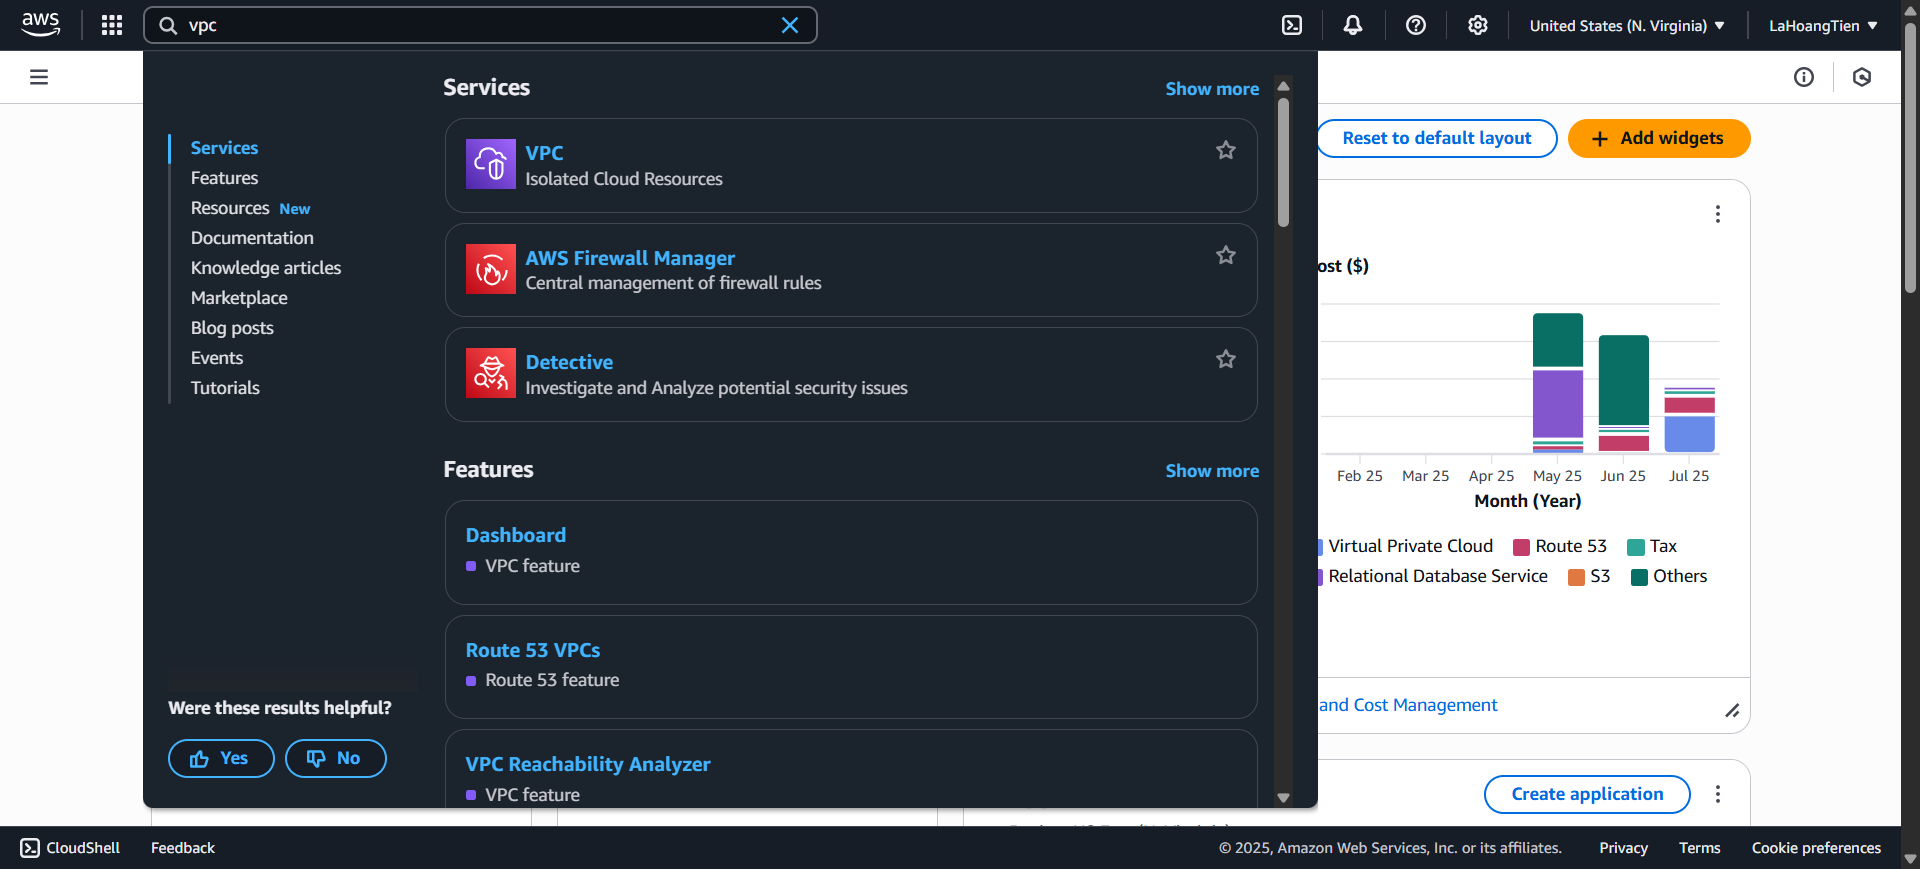 aws
vpc
United States (N. Virginia)
LaHoangTien
Services
Features
Resources New
Documentation
Knowledge articles
Marketplace
Blog posts
Events
Tutorials
Were these results helpful?
Yes
No
Services
Show more
VPC
Isolated Cloud Resources
AWS Firewall Manager
Central management of firewall rules
Detective
Investigate and Analyze potential security issues
Features
Show more
Dashboard
VPC feature
Route 53 VPCs
Route 53 feature
VPC Reachability Analyzer
VPC feature
Reset to default layout
+ Add widgets
ost ($)
Feb 25 Mar 25 Apr 25 May 25 Jun 25 Jul 25
Month (Year)
Virtual Private Cloud Route 53 Tax
Relational Database Service S3 Others
and Cost Management
Create application
CloudShell
Feedback
© 2025, Amazon Web Services, Inc. or its affiliates.
Privacy
Terms
Cookie preferences